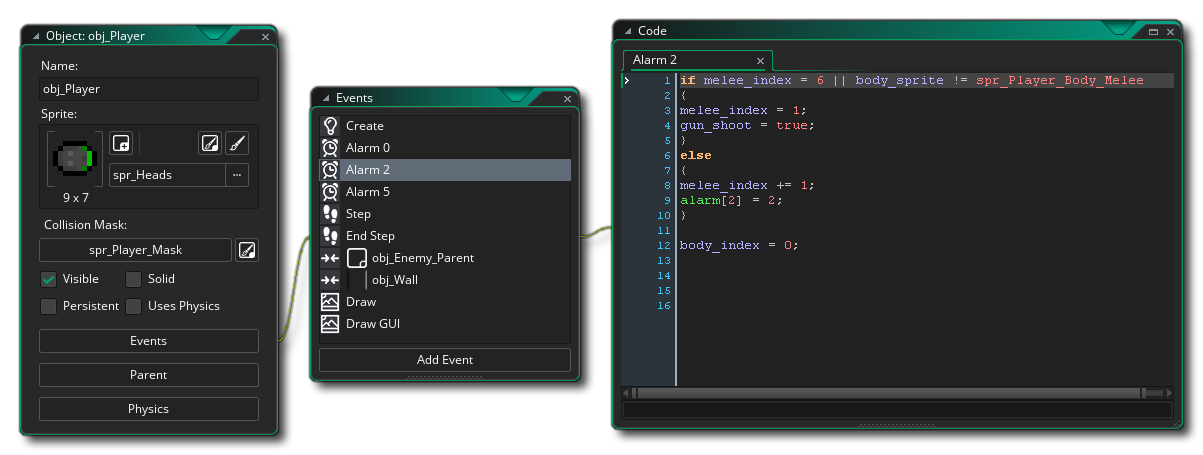 Object: obj_Player
Name:
obj_Player
Sprite:
spr_Heads
...
9 x 7
Collision Mask:
spr_Player_Mask
Visible
Solid
Persistent
Uses Physics
Events
Parent
Physics
Events
Create
Alarm 0
Alarm 2
Alarm 5
Step
End Step
obj_Enemy_Parent
obj_Wall
Draw
Draw GUI
Add Event
Code
Alarm 2
1 if melee_index = 6 || body_sprite != spr_Player_Body_Melee
2 {
3 melee_index = 1;
4 gun_shoot = true;
5 }
6 else
7 {
8 melee_index += 1;
9 alarm[2] = 2;
10 }
11
12 body_index = 0;
13
14
15
16